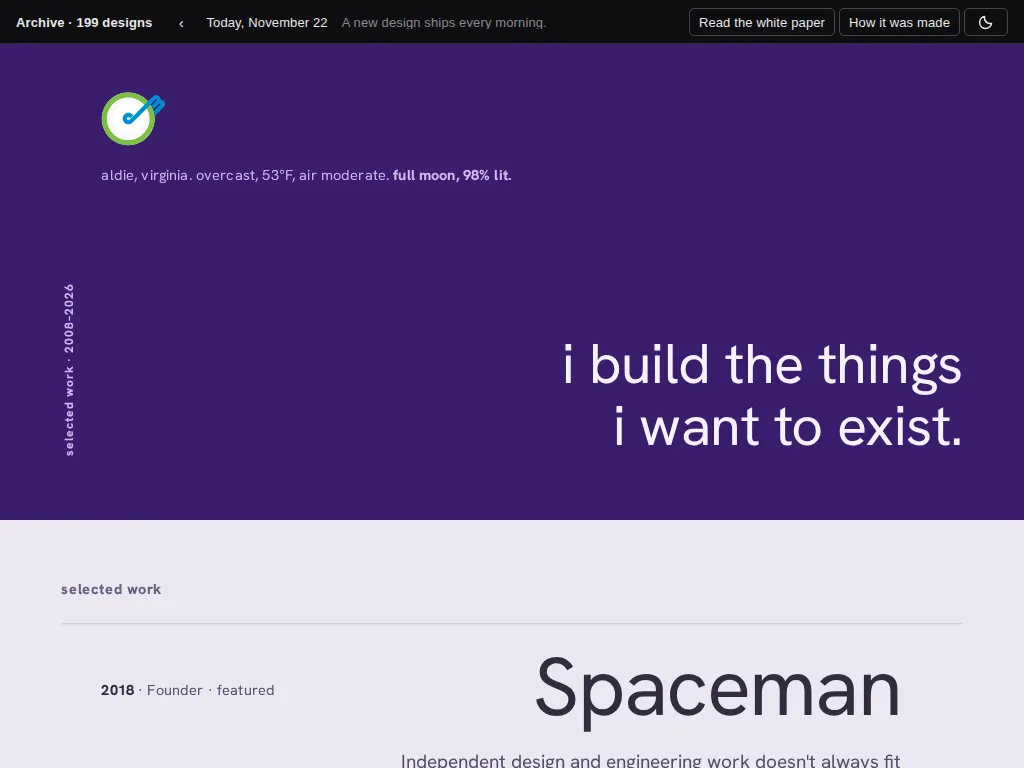 Archive · 199 designs
‹
Today, November 22
A new design ships every morning.
Read the white paper
How it was made
aldie, virginia. overcast, 53°F, air moderate. full moon, 98% lit.
selected work · 2008–2026
i build the things
i want to exist.
selected work
2018 · Founder · featured
Spaceman
Independent design and engineering work doesn't always fit